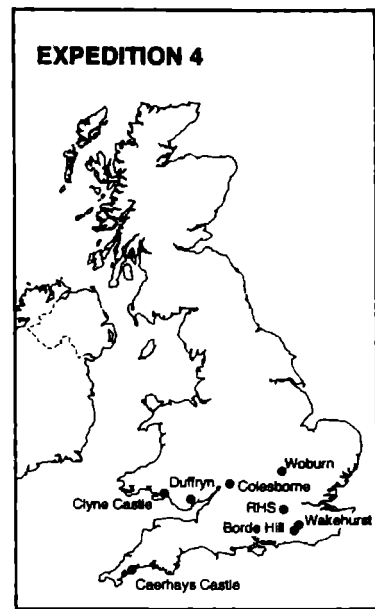 EXPEDITION 4
Woburn
Duffryn
Colesborne
Clyne Castle
RHS
Wakehurst
Borde Hill
Caerhays Castle